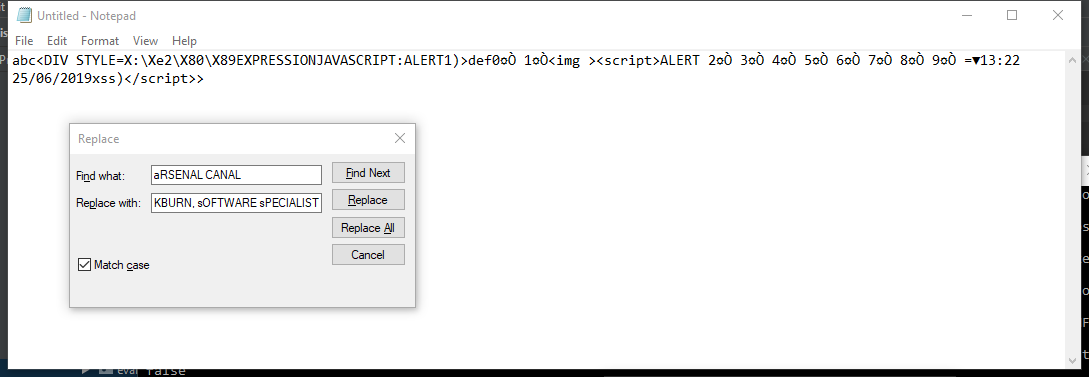 Untitled - Notepad
File Edit Format View Help
abc<DIV STYLE=X:\Xe2\X80\X89EXPRESSIONJAVASCRIPT:ALERT1)>def0¤Ò 1¤Ò<img ><script>ALERT 2¤Ò 3¤Ò 4¤Ò 5¤Ò 6¤Ò 7¤Ò 8¤Ò 9¤Ò =▼13:22
25/06/2019xss)</script>>
Replace
Find what: aRSENAL CANAL Find Next
Replace with: KBURN, sOFTWARE sPECIALIST Replace
Replace All
Cancel
Match case
eval false